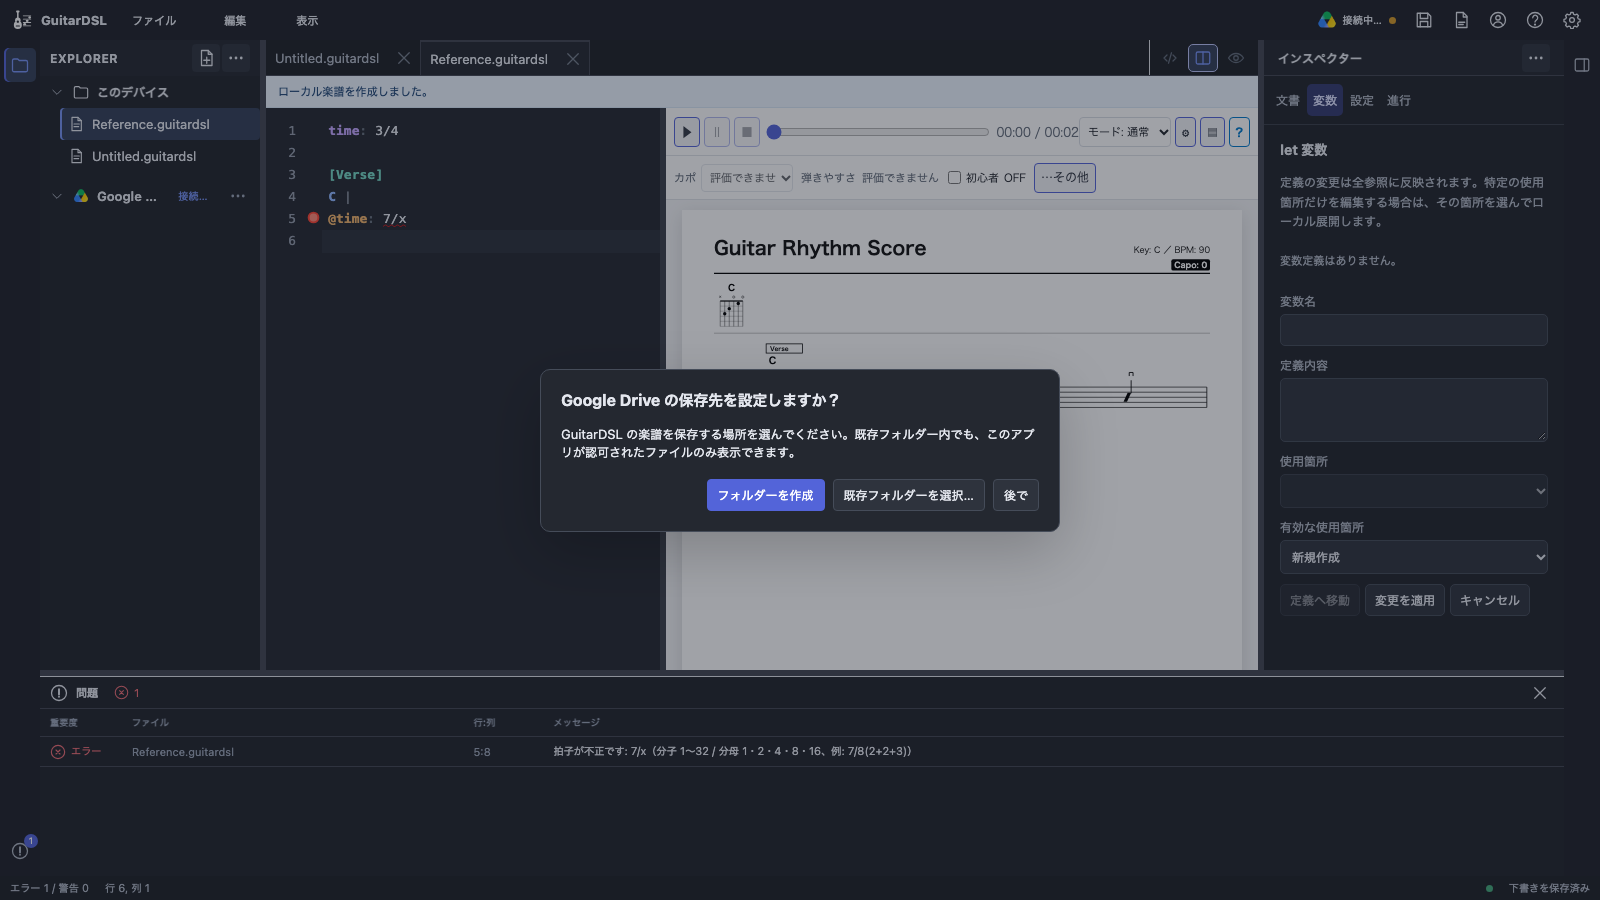 GuitarDSL ファイル 編集 表示 接続中...
EXPLORER
Untitled.guitardsl
Reference.guitardsl
インスペクター
このデバイス
Reference.guitardsl
Untitled.guitardsl
Google ... 接続...
ローカル楽譜を作成しました。
1 time: 3/4
2
3 [Verse]
4 C |
5 @time: 7/x
6
00:00 / 00:02 モード: 通常 ?
カポ 評価できませ 弾きやすさ 評価できません 初心者 OFF …その他
Guitar Rhythm Score
Key: C / BPM: 90
Capo: 0
C
Verse
C
文書 変数 設定 進行
let 変数
定義の変更は全参照に反映されます。特定の使用
箇所だけを編集する場合は、その箇所を選んでロ
ーカル展開します。
変数定義はありません。
変数名
定義内容
使用箇所
有効な使用箇所
新規作成
定義へ移動 変更を適用 キャンセル
Google Drive の保存先を設定しますか？
GuitarDSL の楽譜を保存する場所を選んでください。既存フォルダー内でも、このアプ
リが認可されたファイルのみ表示できます。
フォルダーを作成 既存フォルダーを選択... 後で
問題 1
重要度 ファイル 行:列 メッセージ
エラー Reference.guitardsl 5:8 拍子が不正です: 7/x（分子 1〜32 / 分母 1・2・4・8・16、例: 7/8(2+2+3)）
1
エラー 1 / 警告 0 行 6, 列 1 下書きを保存済み